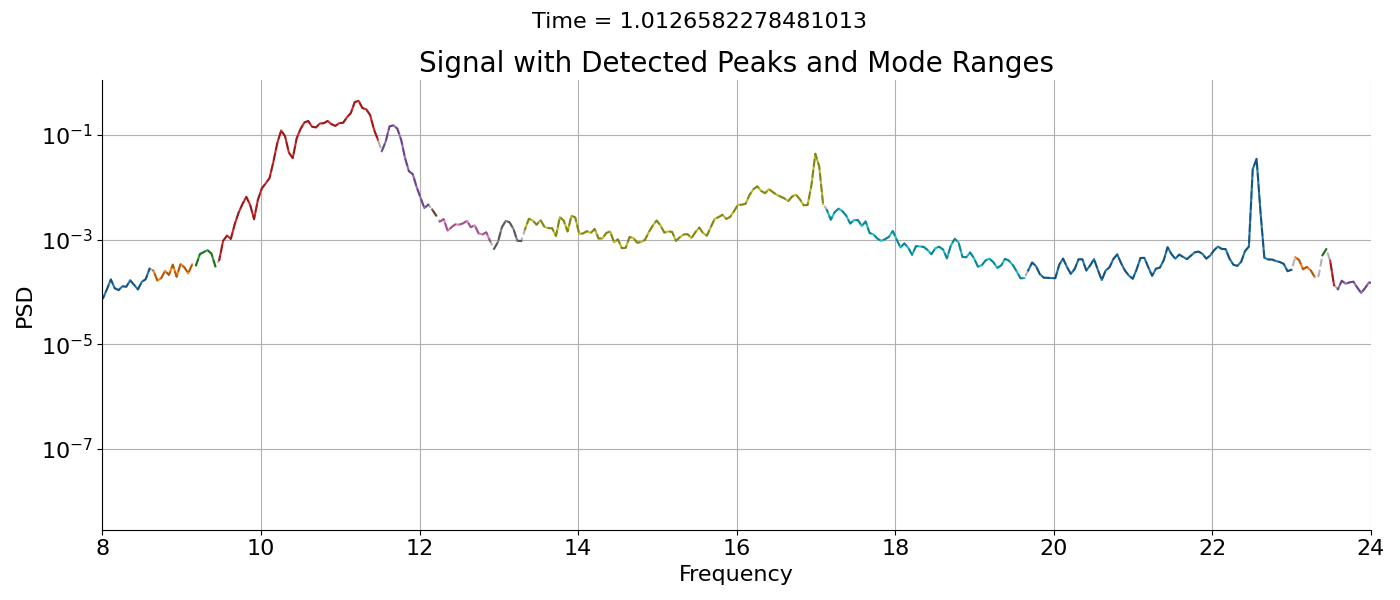 Time = 1.0126582278481013
Signal with Detected Peaks and Mode Ranges
10⁻¹
10⁻³
10⁻⁵
10⁻⁷
PSD
8 10 12 14 16 18 20 22 24
Frequency